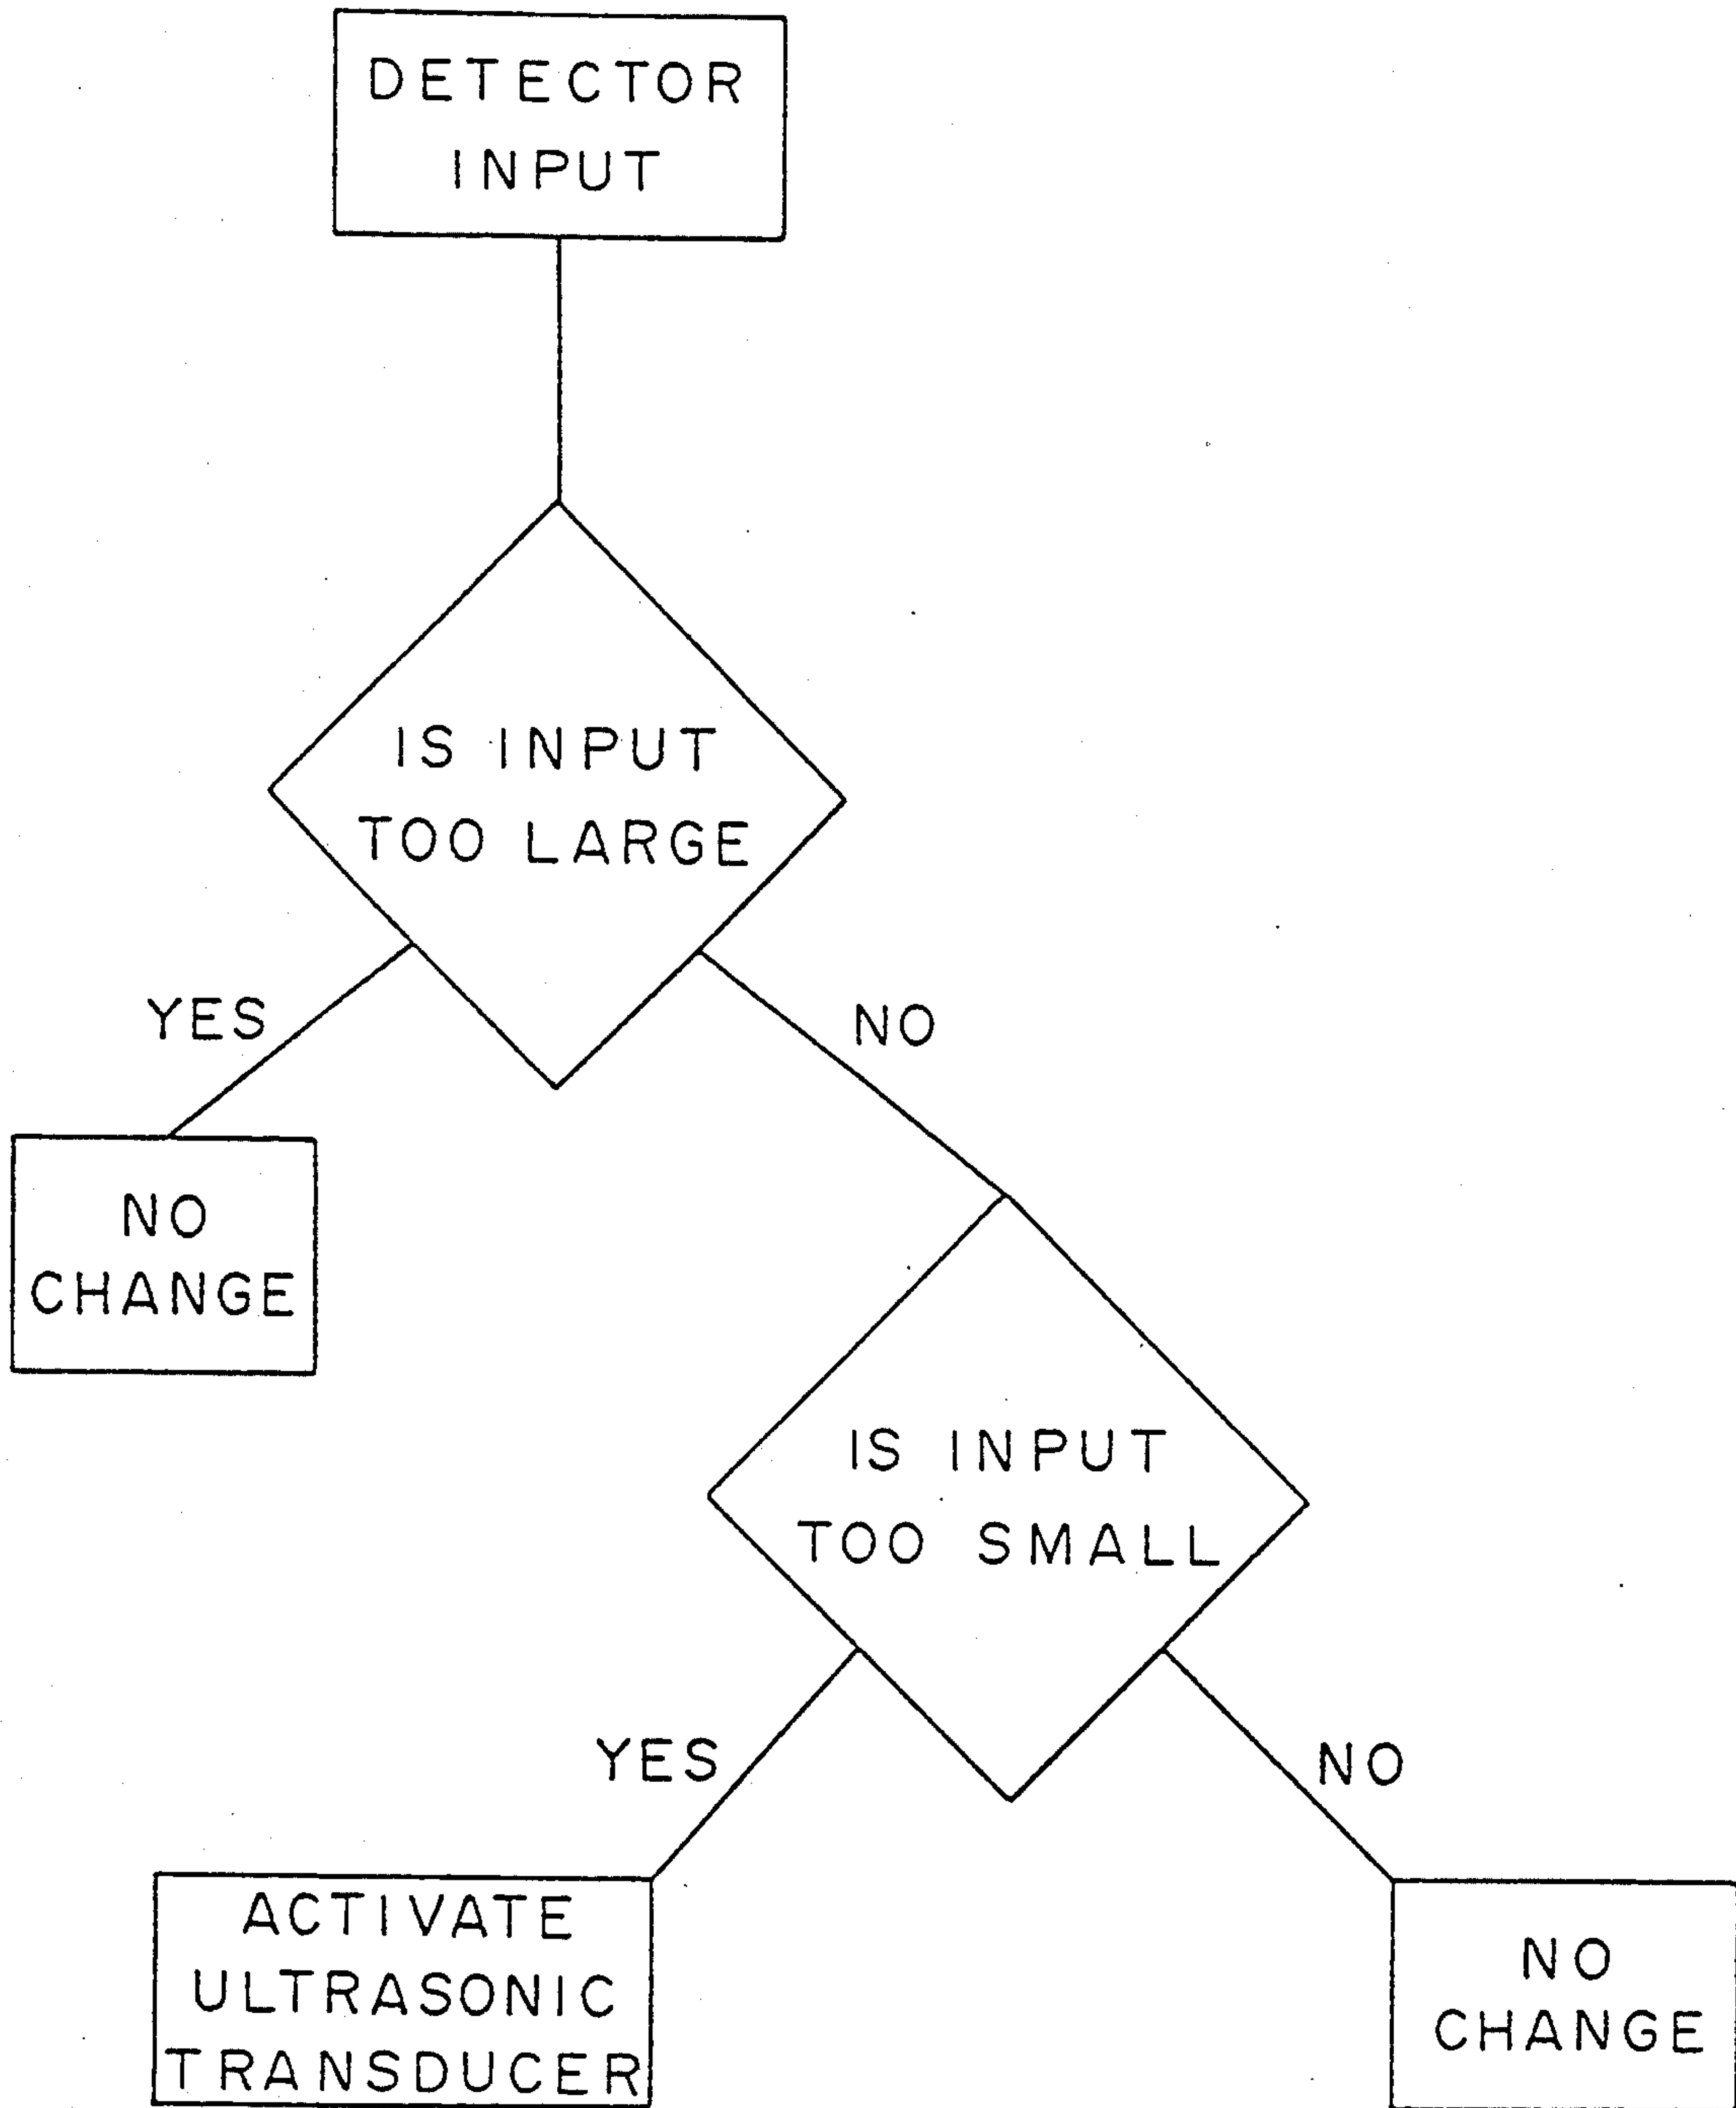 DETECTOR
INPUT
IS INPUT
TOO LARGE
YES
NO
NO
CHANGE
IS INPUT
TOO SMALL
YES
NO
ACTIVATE
ULTRASONIC
TRANSDUCER
NO
CHANGE